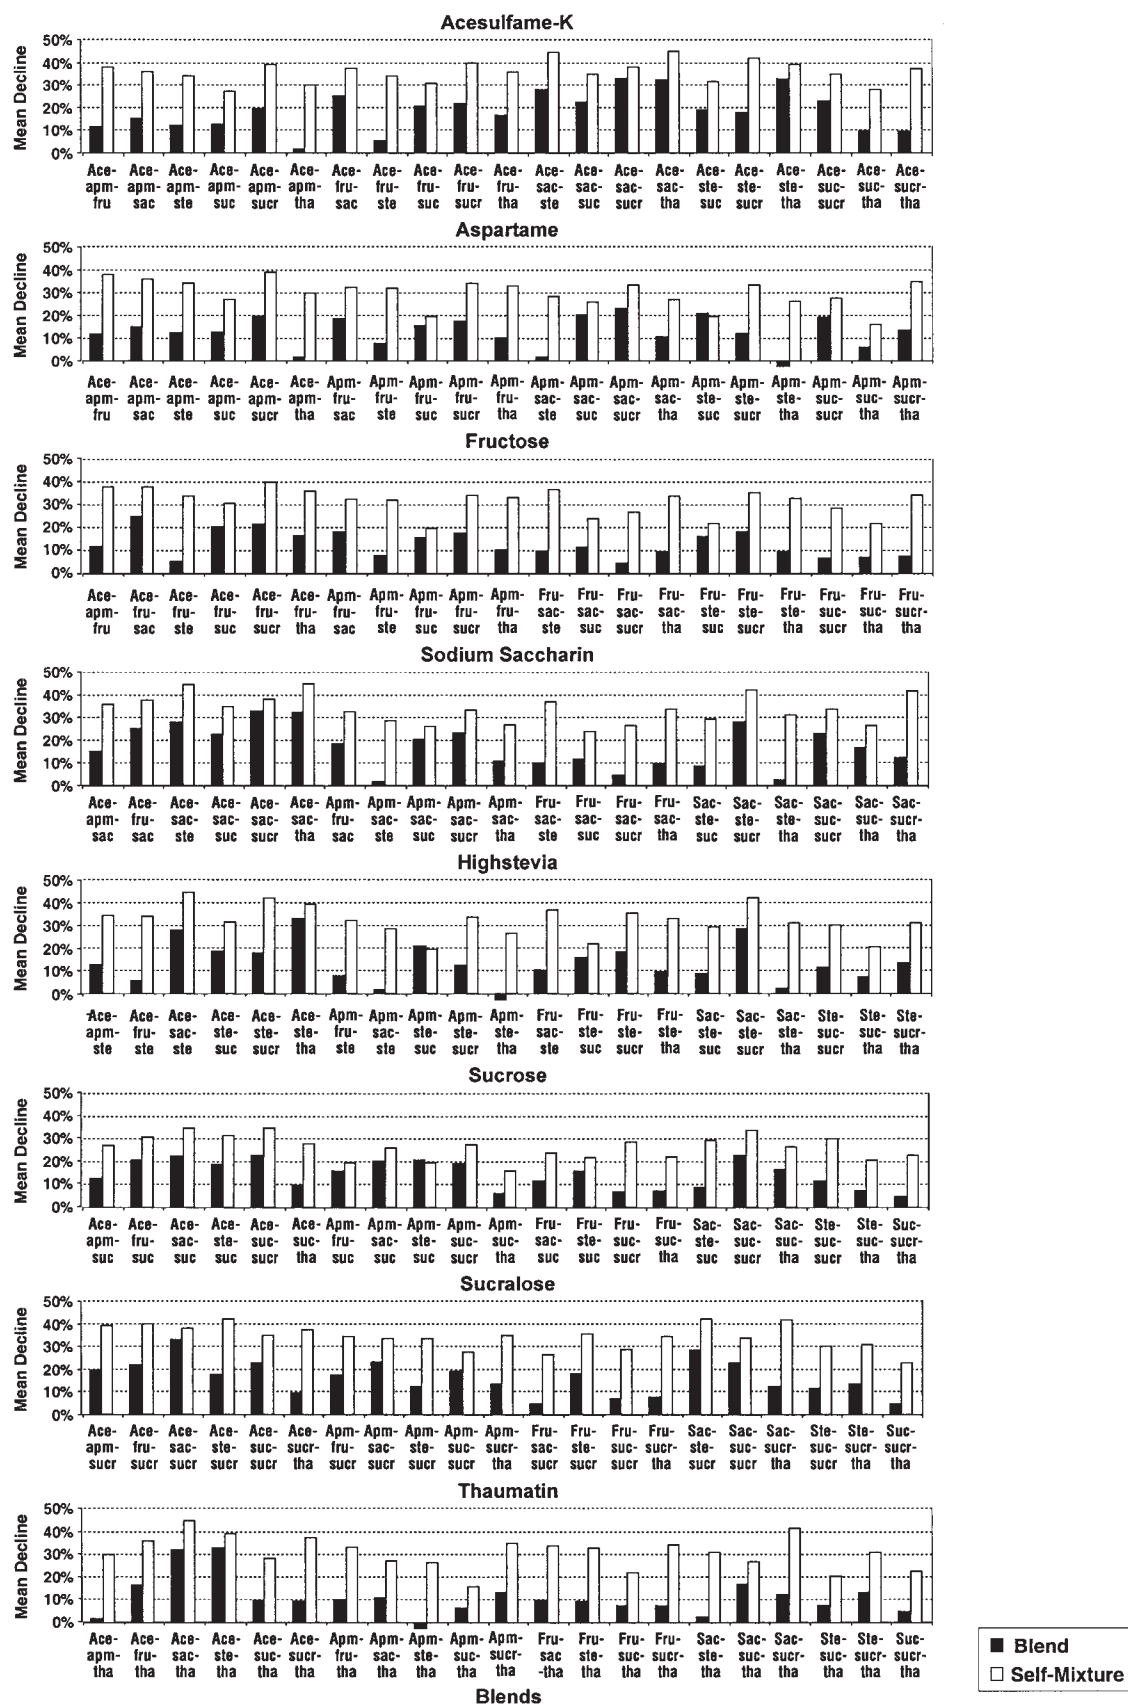 Acesulfame-K
Mean Decline
50%
40%
30%
20%
10%
0%
Ace- Ace- Ace- Ace- Ace- Ace- Ace- Ace- Ace- Ace- Ace- Ace- Ace- Ace- Ace- Ace- Ace- Ace- Ace- Ace- Ace-
apm- apm- apm- apm- apm- apm- fru- fru- fru- fru- fru- sac- sac- sac- sac- ste- ste- ste- suc- suc- sucr-
fru sac ste suc sucr tha sac ste suc sucr tha ste suc sucr tha suc sucr tha sucr tha tha
Aspartame
Mean Decline
50%
40%
30%
20%
10%
0%
Ace- Ace- Ace- Ace- Ace- Ace- Apm- Apm- Apm- Apm- Apm- Apm- Apm- Apm- Apm- Apm- Apm- Apm- Apm- Apm- Apm-
apm- apm- apm- apm- apm- apm- fru- fru- fru- fru- fru- sac- sac- sac- sac- ste- ste- ste- suc- suc- sucr-
fru sac ste suc sucr tha sac ste suc sucr tha ste suc sucr tha suc sucr tha sucr tha tha
Fructose
Mean Decline
50%
40%
30%
20%
10%
0%
Ace- Ace- Ace- Ace- Ace- Ace- Apm- Apm- Apm- Apm- Apm- Fru- Fru- Fru- Fru- Fru- Fru- Fru- Fru- Fru- Fru-
apm- fru- fru- fru- fru- fru- fru- fru- fru- fru- fru- sac- sac- sac- sac- ste- ste- ste- suc- suc- sucr-
fru sac ste suc sucr tha sac ste suc sucr tha ste suc sucr tha suc sucr tha sucr tha tha
Sodium Saccharin
Mean Decline
50%
40%
30%
20%
10%
0%
Ace- Ace- Ace- Ace- Ace- Ace- Apm- Apm- Apm- Apm- Apm- Fru- Fru- Fru- Fru- Sac- Sac- Sac- Sac- Sac- Sac-
apm- fru- sac- sac- sac- sac- fru- sac- sac- sac- sac- sac- sac- sac- sac- ste- ste- ste- suc- suc- sucr-
sac sac ste suc sucr tha sac ste suc sucr tha ste suc sucr tha suc sucr tha sucr tha tha
Highstevia
Mean Decline
50%
40%
30%
20%
10%
0%
Ace- Ace- Ace- Ace- Ace- Ace- Apm- Apm- Apm- Apm- Apm- Fru- Fru- Fru- Fru- Sac- Sac- Sac- Ste- Ste- Ste-
apm- fru- sac- ste- ste- ste- fru- sac- ste- ste- ste- sac- ste- ste- ste- ste- ste- ste- suc- suc- sucr-
ste ste ste suc sucr tha ste ste suc sucr tha ste suc sucr tha suc sucr tha sucr tha tha
Sucrose
Mean Decline
50%
40%
30%
20%
10%
0%
Ace- Ace- Ace- Ace- Ace- Ace- Apm- Apm- Apm- Apm- Apm- Fru- Fru- Fru- Fru- Sac- Sac- Sac- Ste- Ste- Suc-
apm- fru- sac- ste- suc- suc- fru- sac- ste- suc- suc- sac- ste- suc- suc- ste- suc- suc- suc- suc- sucr-
suc suc suc suc sucr tha suc suc suc sucr tha suc suc sucr tha suc sucr tha sucr tha tha
Sucralose
Mean Decline
50%
40%
30%
20%
10%
0%
Ace- Ace- Ace- Ace- Ace- Ace- Apm- Apm- Apm- Apm- Apm- Fru- Fru- Fru- Fru- Sac- Sac- Sac- Ste- Ste- Suc-
apm- fru- sac- ste- suc- sucr- fru- sac- ste- suc- sucr- sac- ste- suc- sucr- ste- suc- sucr- suc- sucr- sucr-
sucr sucr sucr sucr sucr tha sucr sucr sucr sucr tha sucr sucr sucr tha sucr sucr tha sucr tha tha
Thaumatin
Mean Decline
50%
40%
30%
20%
10%
0%
Ace- Ace- Ace- Ace- Ace- Ace- Apm- Apm- Apm- Apm- Apm- Fru- Fru- Fru- Fru- Sac- Sac- Sac- Ste- Ste- Suc-
apm- fru- sac- ste- suc- sucr- fru- sac- ste- suc- sucr- sac ste- suc- sucr- ste- suc- sucr- suc- sucr- sucr-
tha tha tha tha tha tha tha tha tha tha tha -tha tha tha tha tha tha tha tha tha tha
Blends
Blend
Self-Mixture